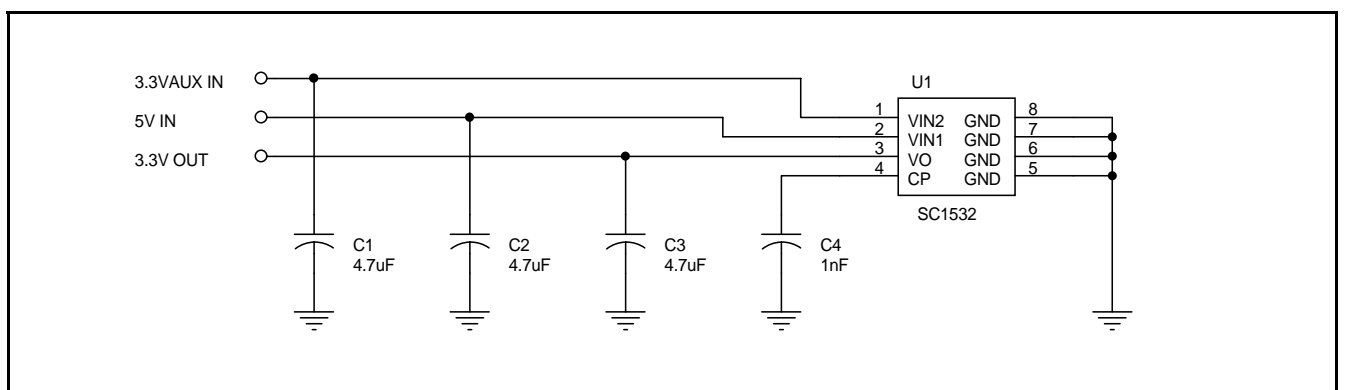 3.3VAUX IN
5V IN
3.3V OUT
U1
1 VIN2 GND 8
2 VIN1 GND 7
3 VO GND 6
4 CP GND 5
SC1532
C1
4.7uF
C2
4.7uF
C3
4.7uF
C4
1nF